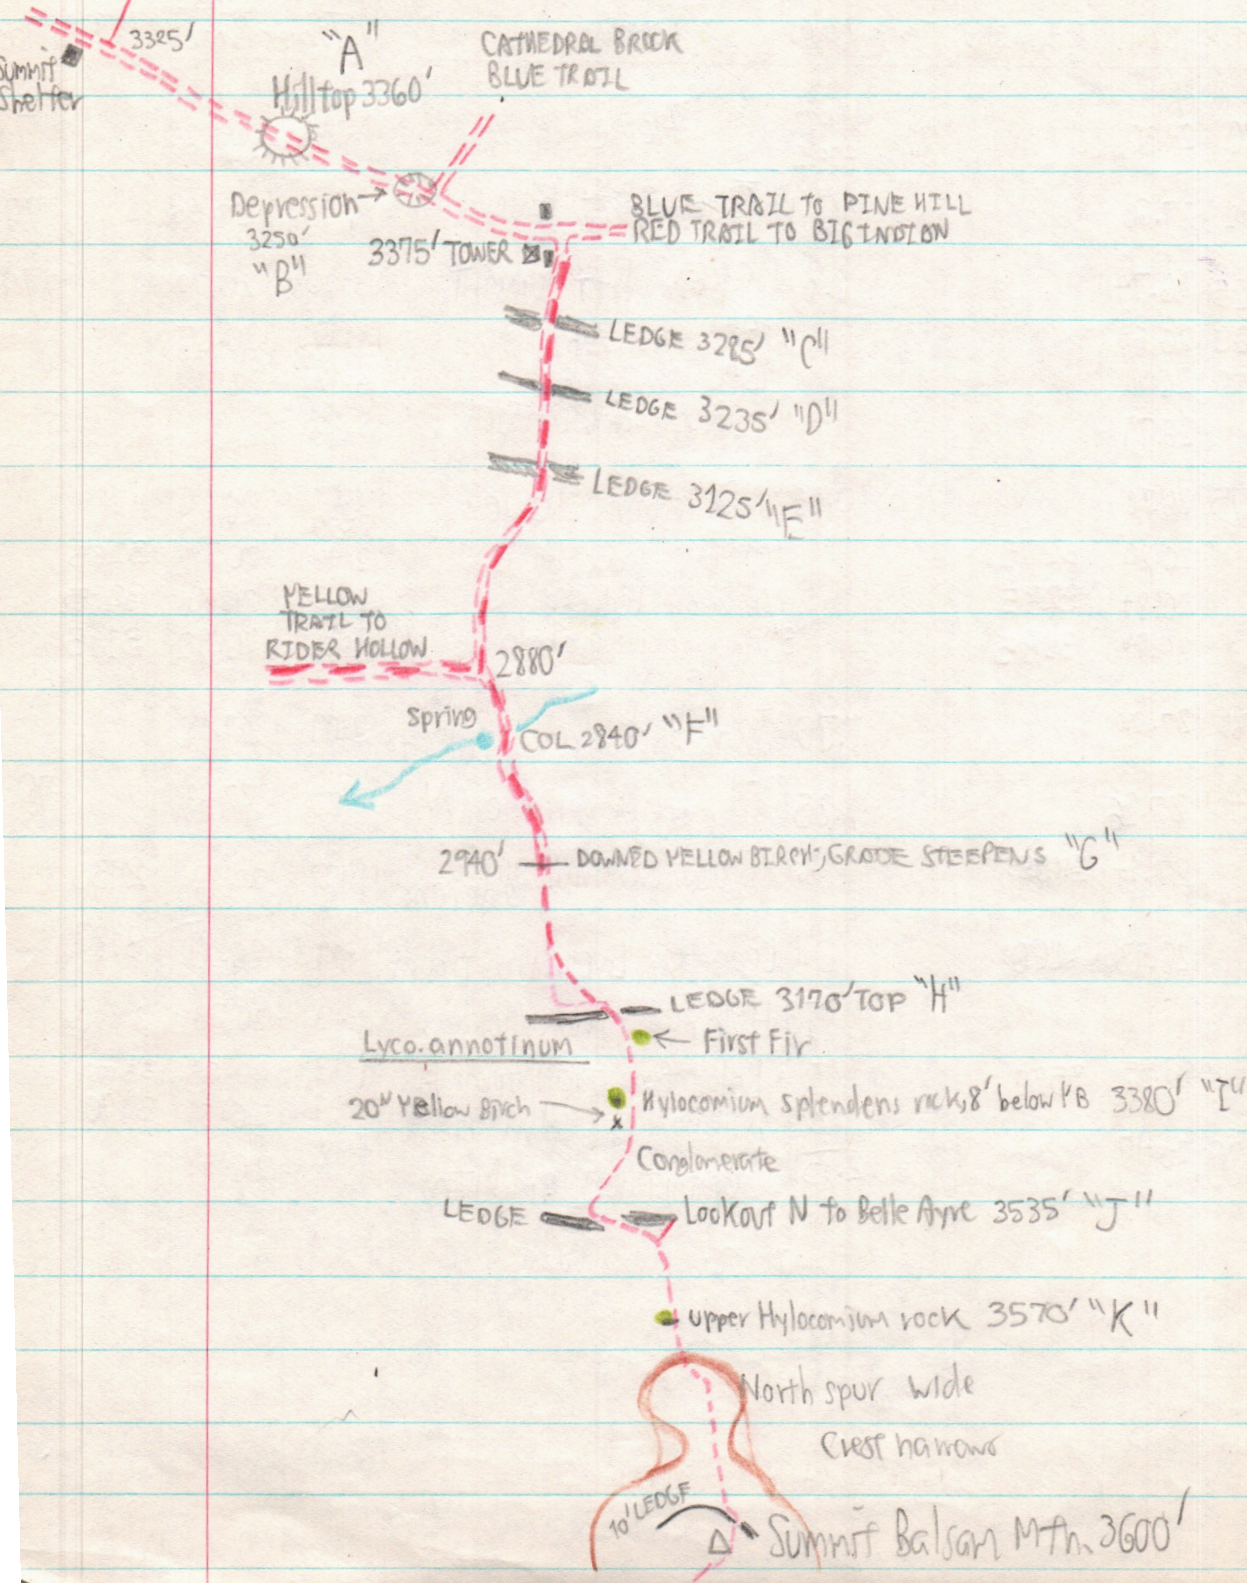 3325'
Summit
Shelter
"A"
Hilltop 3360'
CATHEDRAL BROOK
BLUE TRAIL
Depression
3250'
"B"
3375' TOWER
BLUE TRAIL to PINE HILL
RED TRAIL TO BIG INDIAN
LEDGE 3285' "C"
LEDGE 3235' "D"
LEDGE 3125' "E"
YELLOW
TRAIL TO
RIDER HOLLOW
2880'
Spring
COL 2840' "F"
2940'
DOWNED YELLOW BIRCH; GRADE STEEPENS "G"
LEDGE 3170' TOP "H"
First Fir
Lyco. annotinum
20" Yellow Birch
Hylocomium splendens rock, 8' below YB 3380' "I"
Conglomerate
LEDGE
Lookout N to Belle Ayre 3535' "J"
upper Hylocomium rock 3570' "K"
North spur wide
Crest narrows
10' LEDGE
Summit Balsam Mtn. 3600'